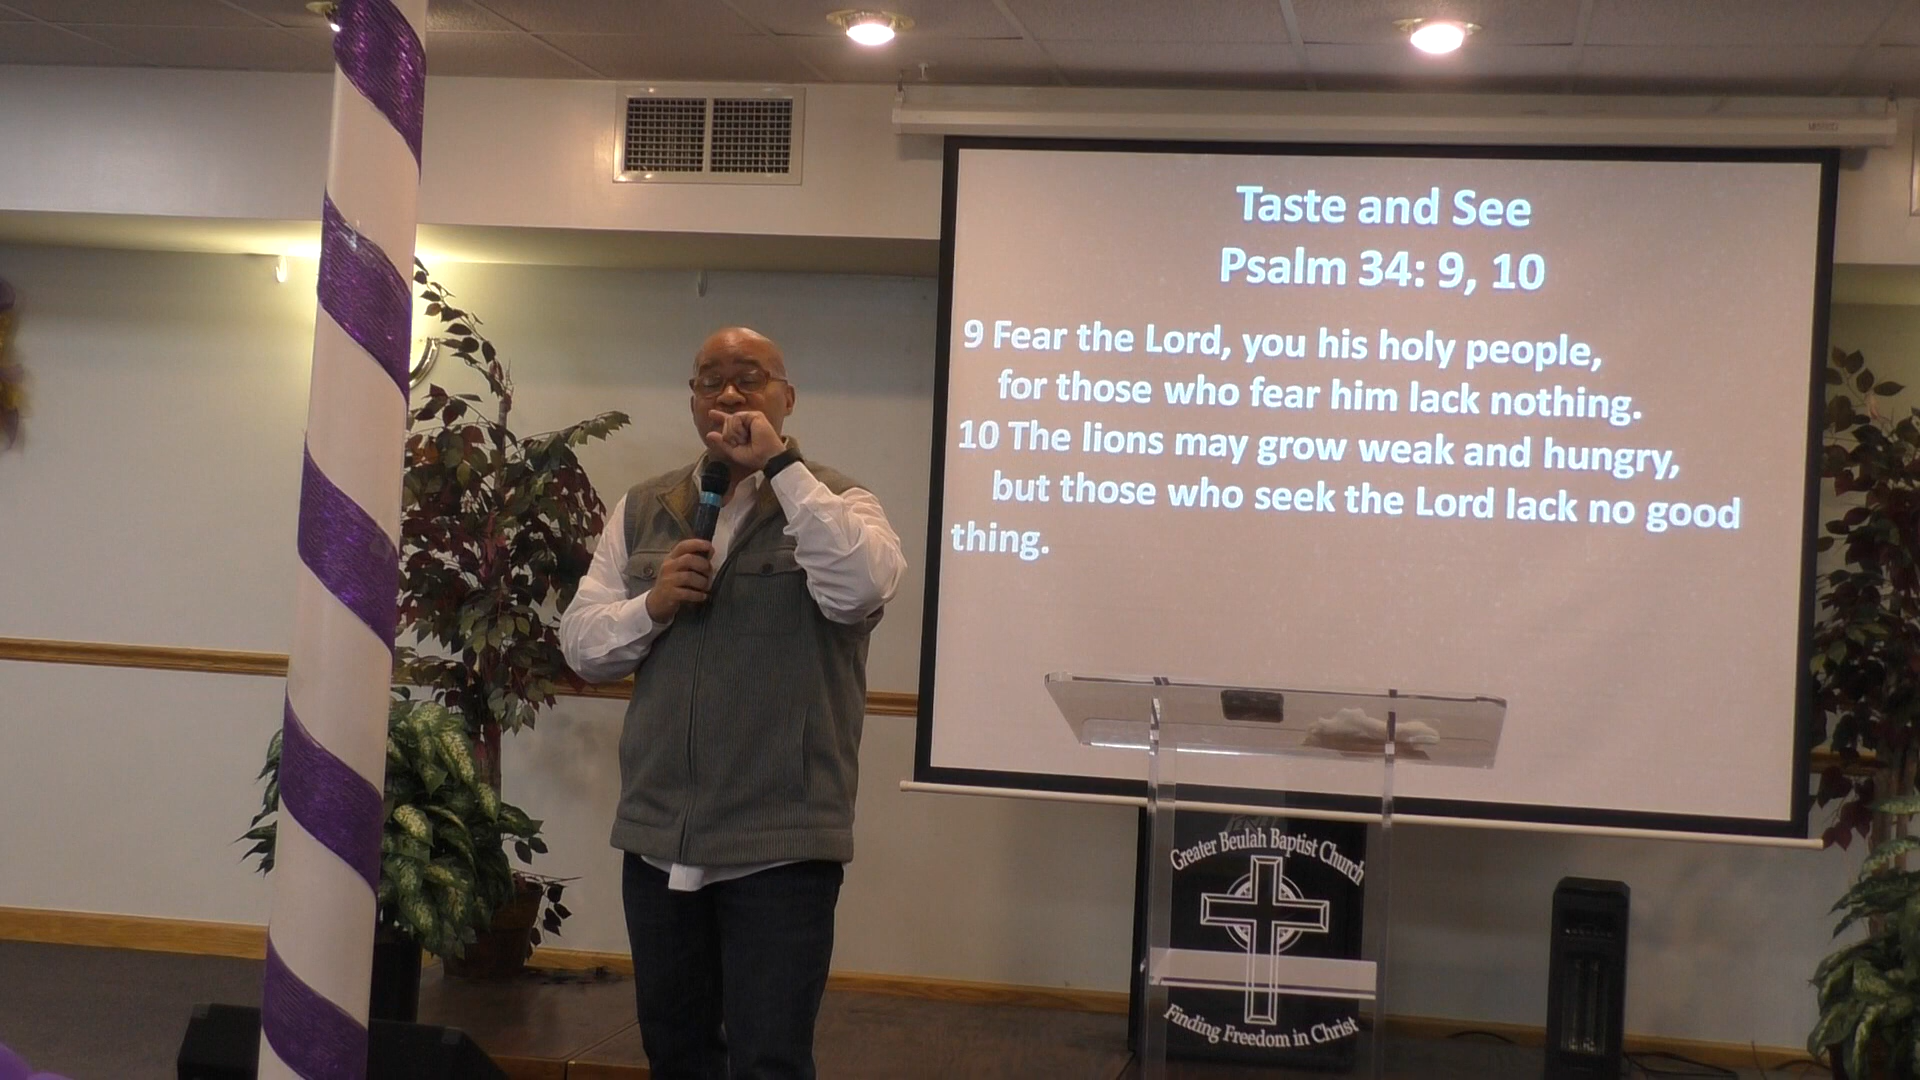 Taste and See
Psalm 34: 9, 10
9 Fear the Lord, you his holy people,
for those who fear him lack nothing.
10 The lions may grow weak and hungry,
but those who seek the Lord lack no good
thing.
Greater Beulah Baptist Church
Finding Freedom in Christ